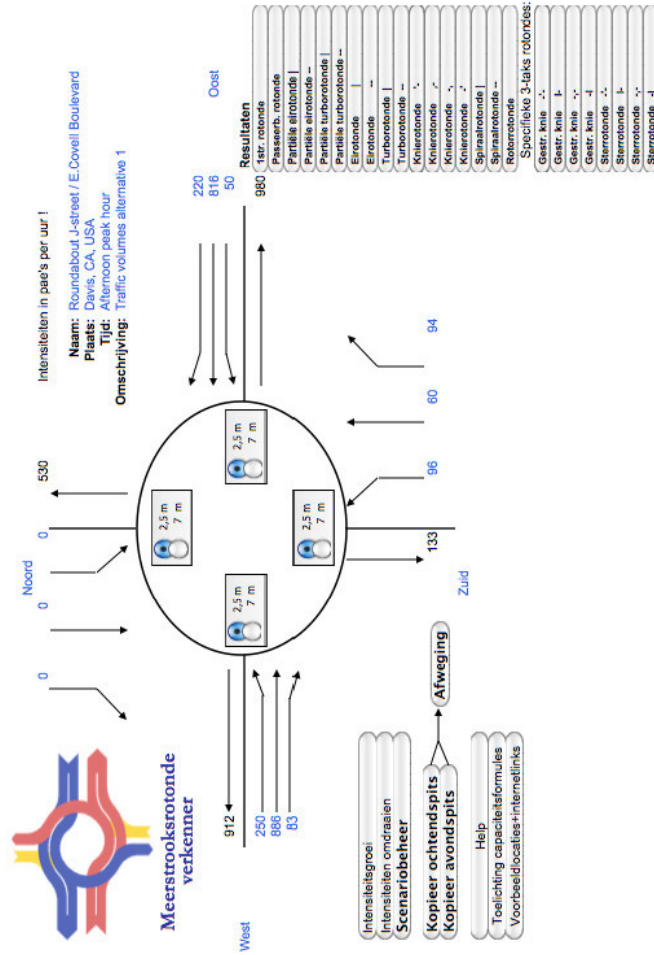 Meerstrooksrotonde
verkenner
Intensiteiten in pae's per uur !
Naam: Roundabout J-street / E.Covell Boulevard
Plaats: Davis, CA, USA
Tijd: Afternoon peak hour
Omschrijving: Traffic volumes alternative 1
Noord
0
0
0
530
Oost
220
816
50
980
2,5 m
7 m
2,5 m
7 m
2,5 m
7 m
2,5 m
7 m
West
912
250
886
83
133
96
60
94
Zuid
Intensiteitsgroei
Intensiteiten omdraaien
Scenariobeheer
Kopieer ochtendspits
Kopieer avondspits
Afweging
Help
Toelichting capaciteitsformules
Voorbeeldlocaties+internetlinks
Resultaten
1str. rotonde
Passeerb. rotonde
Partiële eirotonde |
Partiële eirotonde --
Partiële turborotonde |
Partiële turborotonde --
Eirotonde |
Eirotonde --
Turborotonde |
Turborotonde --
Knierotonde
Knierotonde
Knierotonde
Knierotonde
Spiraalrotonde |
Spiraalrotonde --
Rotorrotonde
Specifieke 3-taks rotondes:
Gestr. knie
Gestr. knie |-
Gestr. knie
Gestr. knie -|
Sterrotonde
Sterrotonde |-
Sterrotonde
Sterrotonde -|